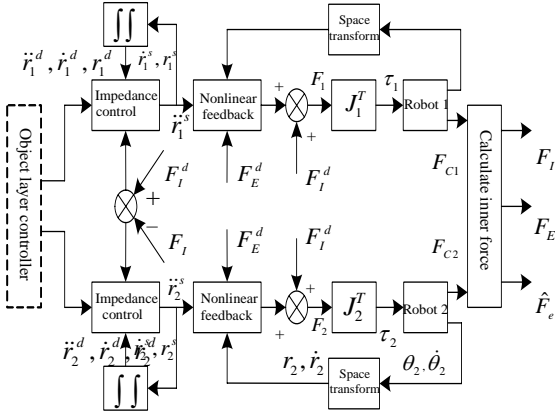 Space
transform
∫∫
r̈₁ᵈ, ṙ₁ᵈ, r₁ᵈ
ṙ₁ˢ, r₁ˢ
Impedance
control
r̈₁ˢ
Nonlinear
feedback
+
+
F₁
J₁ᵀ
τ₁
Robot 1
Object layer controller
F_I^d
+
−
F_I
F_E^d
F_I^d
F_C1
Calculate inner force
F_I
F_E
F̂_e
F_E^d
F_I^d
F_C2
Impedance
control
r̈₂ˢ
Nonlinear
feedback
+
+
F₂
J₂ᵀ
τ₂
Robot 2
r̈₂ᵈ, ṙ₂ᵈ,
, r₂ˢ
∫∫
r₂, ṙ₂
Space
transform
θ₂, θ̇₂